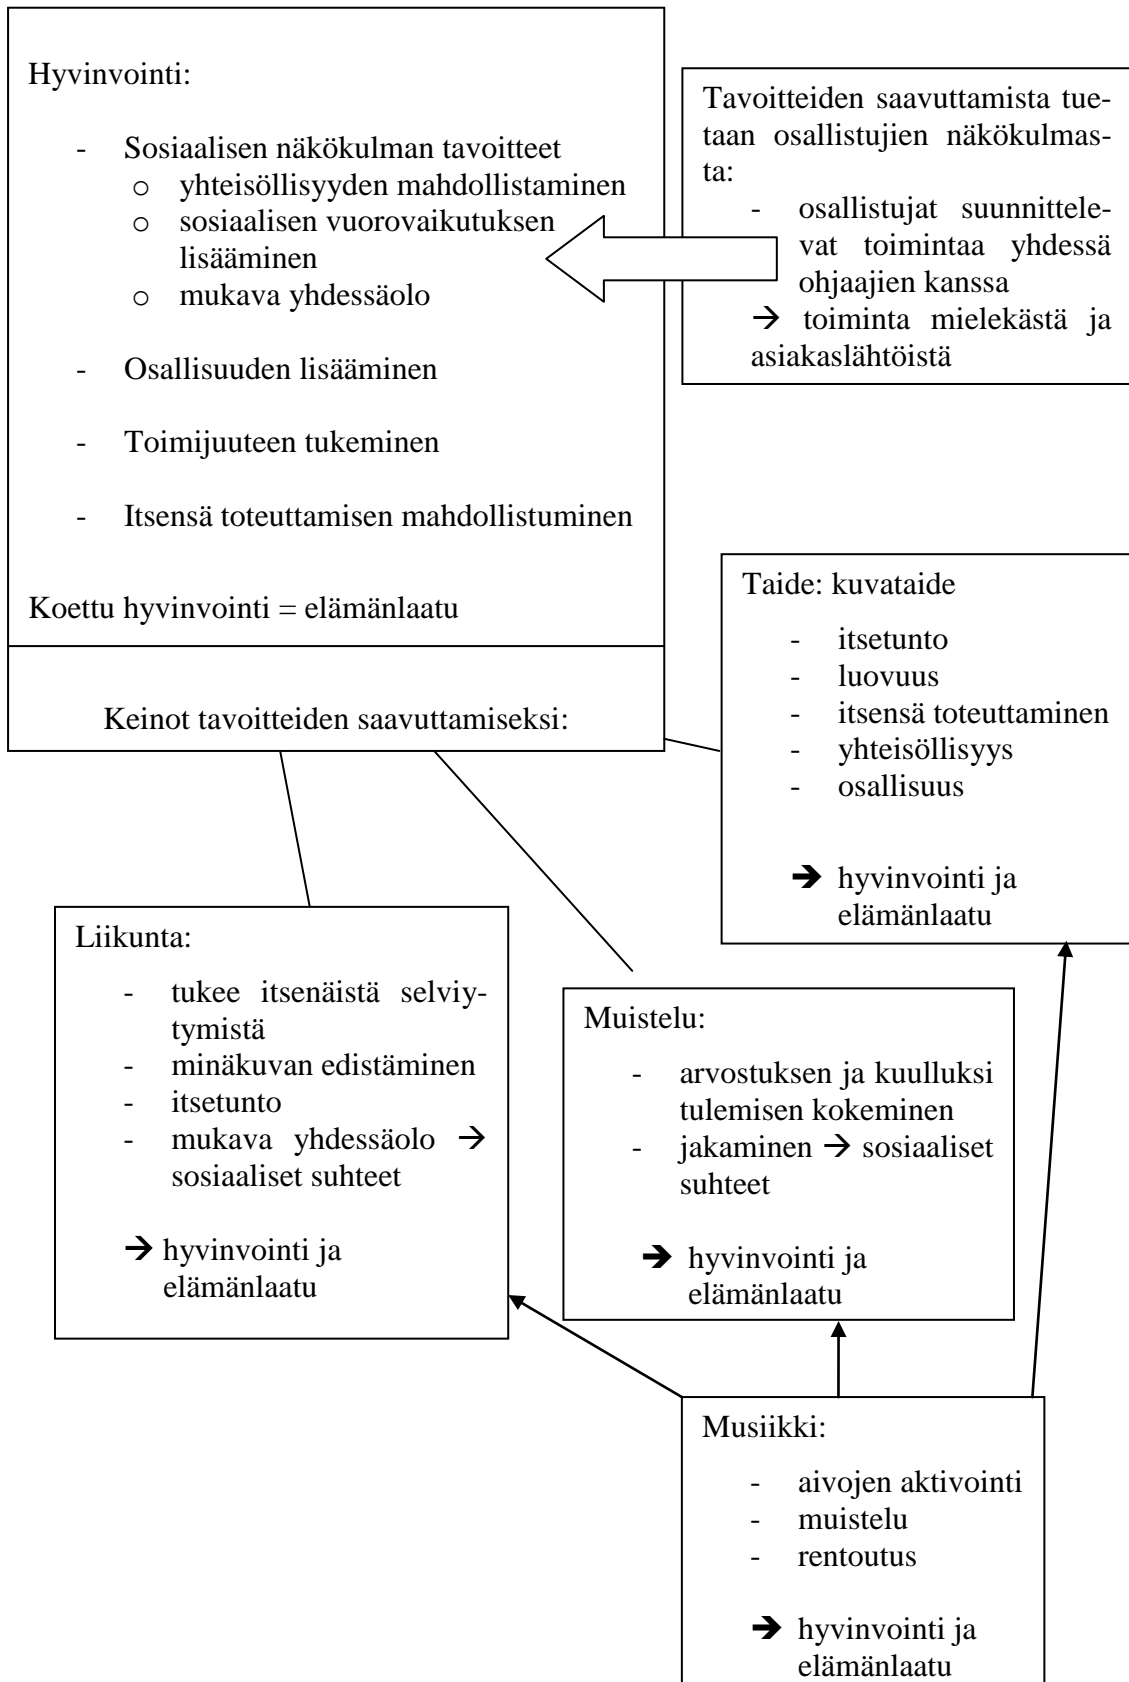 Hyvinvointi:
- Sosiaalisen näkökulman tavoitteet
o yhteisöllisyyden mahdollistaminen
o sosiaalisen vuorovaikutuksen
lisääminen
o mukava yhdessäolo
- Osallisuuden lisääminen
- Toimijuuteen tukeminen
- Itsensä toteuttamisen mahdollistuminen
Koettu hyvinvointi = elämänlaatu
Keinot tavoitteiden saavuttamiseksi:
Tavoitteiden saavuttamista tue-
taan osallistujien näkökulmas-
ta:
- osallistujat suunnittele-
vat toimintaa yhdessä
ohjaajien kanssa
→ toiminta mielekästä ja
asiakaslähtöistä
Taide: kuvataide
- itsetunto
- luovuus
- itsensä toteuttaminen
- yhteisöllisyys
- osallisuus
➔ hyvinvointi ja
elämänlaatu
Liikunta:
- tukee itsenäistä selviy-
tymistä
- minäkuvan edistäminen
- itsetunto
- mukava yhdessäolo →
sosiaaliset suhteet
➔ hyvinvointi ja
elämänlaatu
Muistelu:
- arvostuksen ja kuulluksi
tulemisen kokeminen
- jakaminen → sosiaaliset
suhteet
➔ hyvinvointi ja
elämänlaatu
Musiikki:
- aivojen aktivointi
- muistelu
- rentoutus
➔ hyvinvointi ja
elämänlaatu